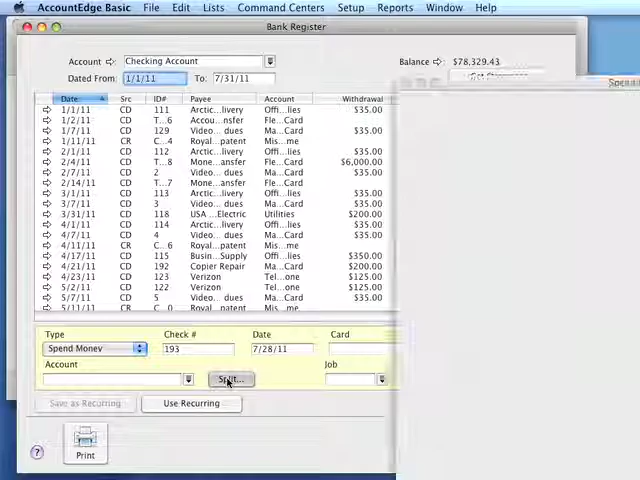 AccountEdge Basic File Edit Lists Command Centers Setup Reports Window Help
Bank Register
Account Checking Account Balance $78,329.43
Dated From: 1/1/11 To: 7/31/11
Date Src ID# Payee Account Withdrawal
1/1/11 CD 111 Arctic...livery Offi...lies $35.00
1/2/11 CD T...6 Accou...nsfer Fle...Card
1/7/11 CD 129 Video... dues Ma...Card $35.00
1/11/11 CR C...4 Royal...patent Mis...me
2/1/11 CD 112 Arctic...livery Offi...lies $35.00
2/4/11 CD T...8 Mone...ansfer Fle...Card $6,000.00
2/7/11 CD 2 Video... dues Ma...Card $35.00
2/14/11 CD T...7 Mone...ansfer Fle...Card
3/1/11 CD 113 Arctic...livery Offi...lies $35.00
3/7/11 CD 3 Video... dues Ma...Card $35.00
3/31/11 CD 118 USA ...Electric Utilities $200.00
4/1/11 CD 114 Arctic...livery Offi...lies $35.00
4/7/11 CD 4 Video... dues Ma...Card $35.00
4/11/11 CR C...6 Royal...patent Mis...me
4/17/11 CD 115 Busin...Supply Offi...lies $350.00
4/21/11 CD 192 Copier Repair Ma...Card $200.00
4/23/11 CD 123 Verizon Tel...one $125.00
5/2/11 CD 122 Verizon Tel...one $125.00
5/7/11 CD 5 Video... dues Ma...Card $35.00
5/11/11 CR C...0 Royal...patent Mis...me
Type Check # Date Card
Spend Money 193 7/28/11
Account Job
Split...
Save as Recurring Use Recurring
? Print